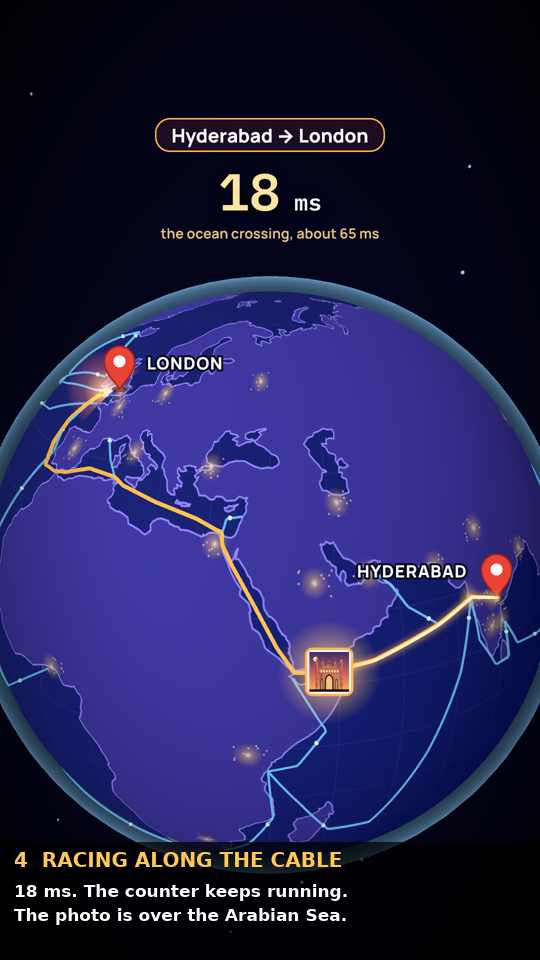 Hyderabad → London
18 ms
the ocean crossing, about 65 ms
LONDON
HYDERABAD
4 RACING ALONG THE CABLE
18 ms. The counter keeps running.
The photo is over the Arabian Sea.